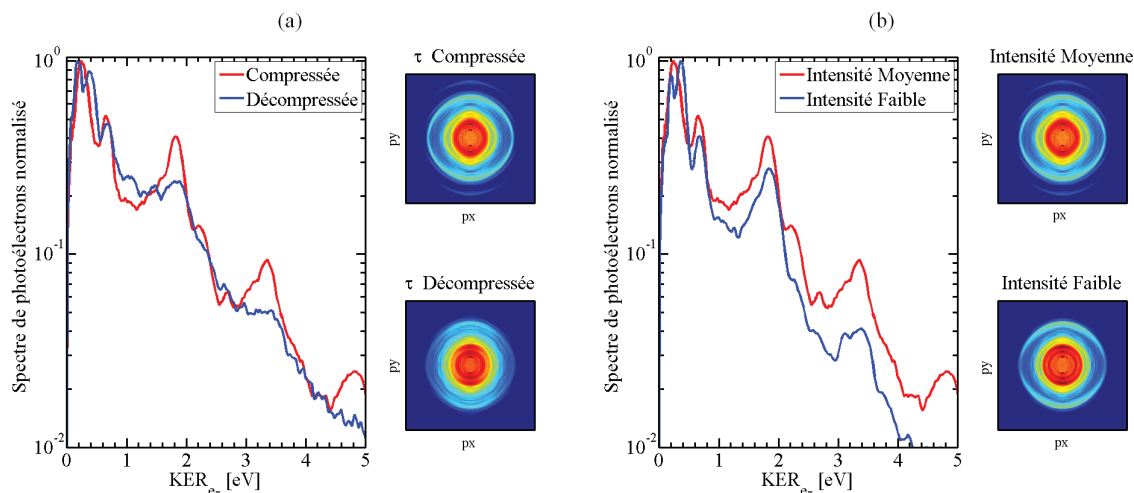 (a)
Spectre de photoélectrons normalisé
10^0
10^-1
10^-2
Compressée
Décompressée
0 1 2 3 4 5
KER_e- [eV]
τ Compressée
py
px
τ Décompressée
py
px
(b)
Spectre de photoélectrons normalisé
10^0
10^-1
10^-2
Intensité Moyenne
Intensité Faible
0 1 2 3 4 5
KER_e- [eV]
Intensité Moyenne
py
px
Intensité Faible
py
px